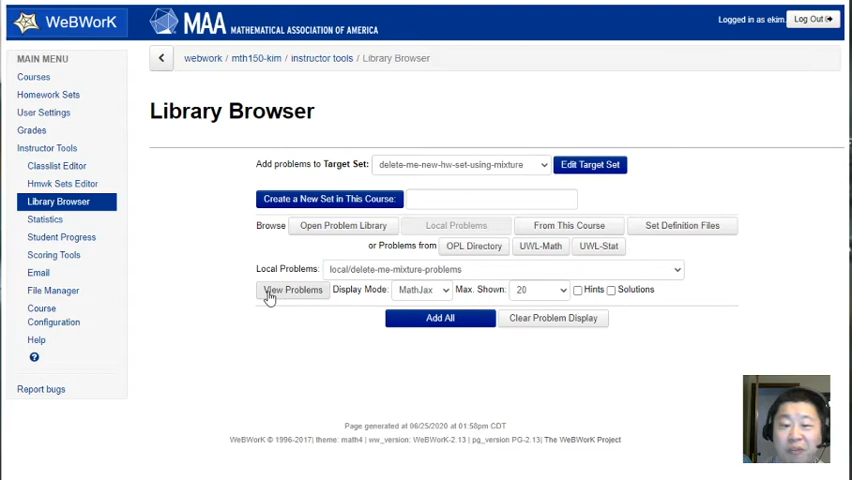 WeBWorK
MAA MATHEMATICAL ASSOCIATION OF AMERICA
Logged in as ekim.
Log Out
MAIN MENU
Courses
Homework Sets
User Settings
Grades
Instructor Tools
Classlist Editor
Hmwk Sets Editor
Library Browser
Statistics
Student Progress
Scoring Tools
Email
File Manager
Course
Configuration
Help
?
Report bugs
webwork / mth150-kim / instructor tools / Library Browser
Library Browser
Add problems to Target Set: delete-me-new-hw-set-using-mixture Edit Target Set
Create a New Set in This Course:
Browse Open Problem Library Local Problems From This Course Set Definition Files
or Problems from OPL Directory UWL-Math UWL-Stat
Local Problems: local/delete-me-mixture-problems
View Problems Display Mode: MathJax Max. Shown: 20 Hints Solutions
Add All Clear Problem Display
Page generated at 06/25/2020 at 01:58pm CDT
WeBWorK © 1996-2017| theme: math4 | ww_version: WeBWorK-2.13 | pg_version PG-2.13| The WeBWorK Project